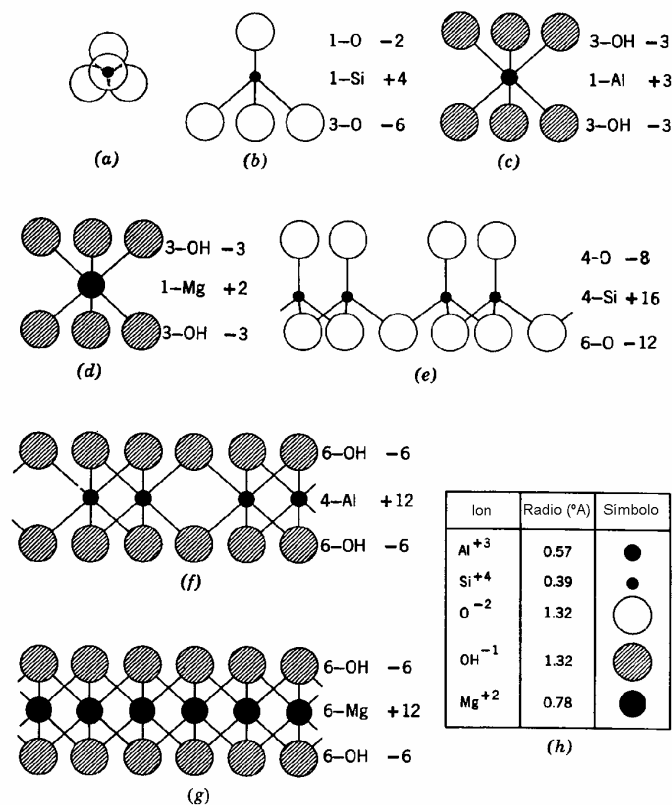 1-O -2
1-Si +4
3-O -6
3-OH -3
1-Al +3
3-OH -3
(a)
(b)
(c)
3-OH -3
1-Mg +2
3-OH -3
(d)
4-O -8
4-Si +16
6-O -12
(e)
6-OH -6
4-Al +12
6-OH -6
(f)
6-OH -6
6-Mg +12
6-OH -6
(g)
Ion Radio (°A) Simbolo
Al+3 0.57
Si+4 0.39
O-2 1.32
OH-1 1.32
Mg+2 0.78
(h)